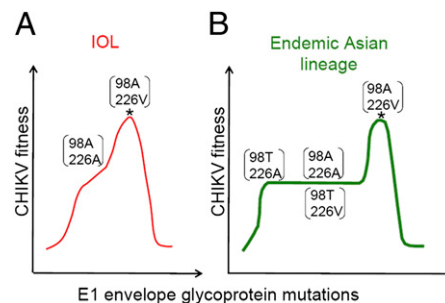 A
IOL
CHIKV fitness
98A
226A
98A
226V
*
B
Endemic Asian
lineage
CHIKV fitness
98T
226A
98A
226A
98T
226V
98A
226V
*
E1 envelope glycoprotein mutations